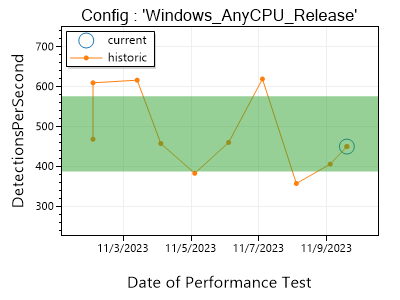 Config : 'Windows_AnyCPU_Release'
current
historic
DetectionsPerSecond
700
600
500
400
300
11/3/2023 11/5/2023 11/7/2023 11/9/2023
Date of Performance Test